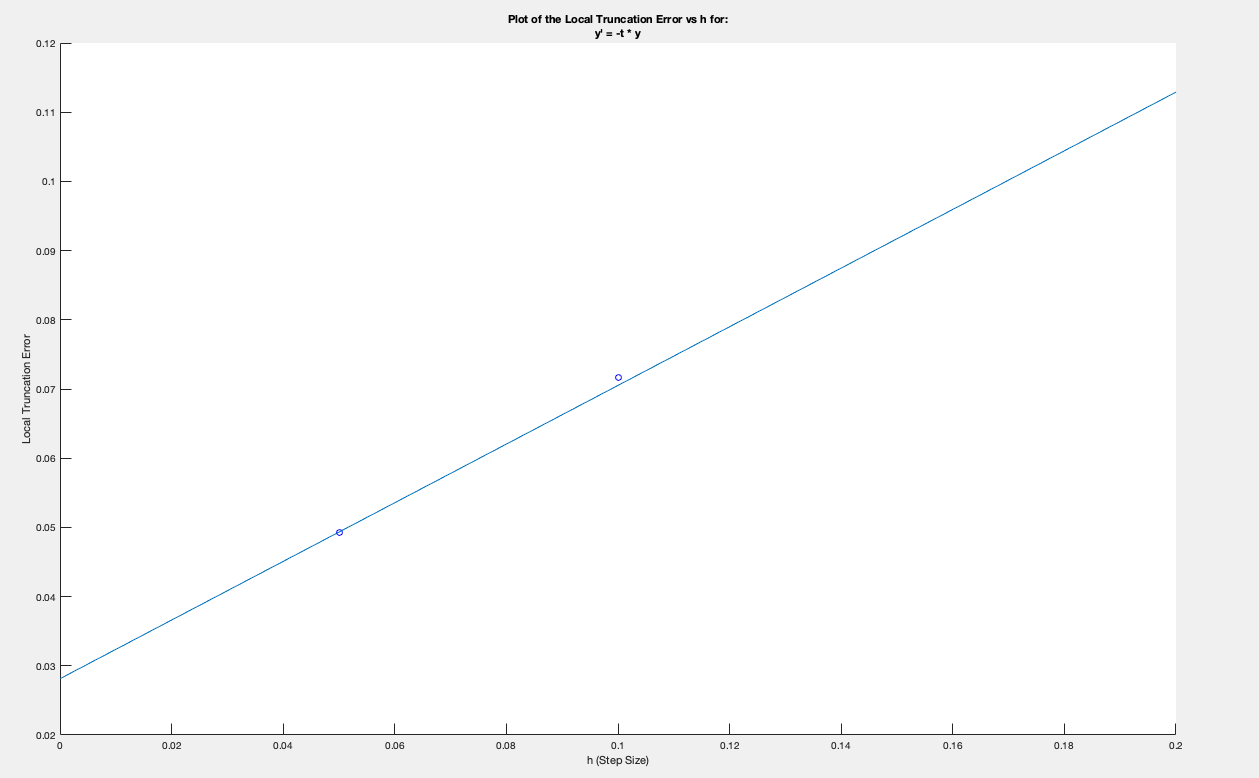 Plot of the Local Truncation Error vs h for:
y' = -t * y
0.12
0.11
0.1
0.09
0.08
0.07
0.06
0.05
0.04
0.03
0.02
Local Truncation Error
0 0.02 0.04 0.06 0.08 0.1 0.12 0.14 0.16 0.18 0.2
h (Step Size)